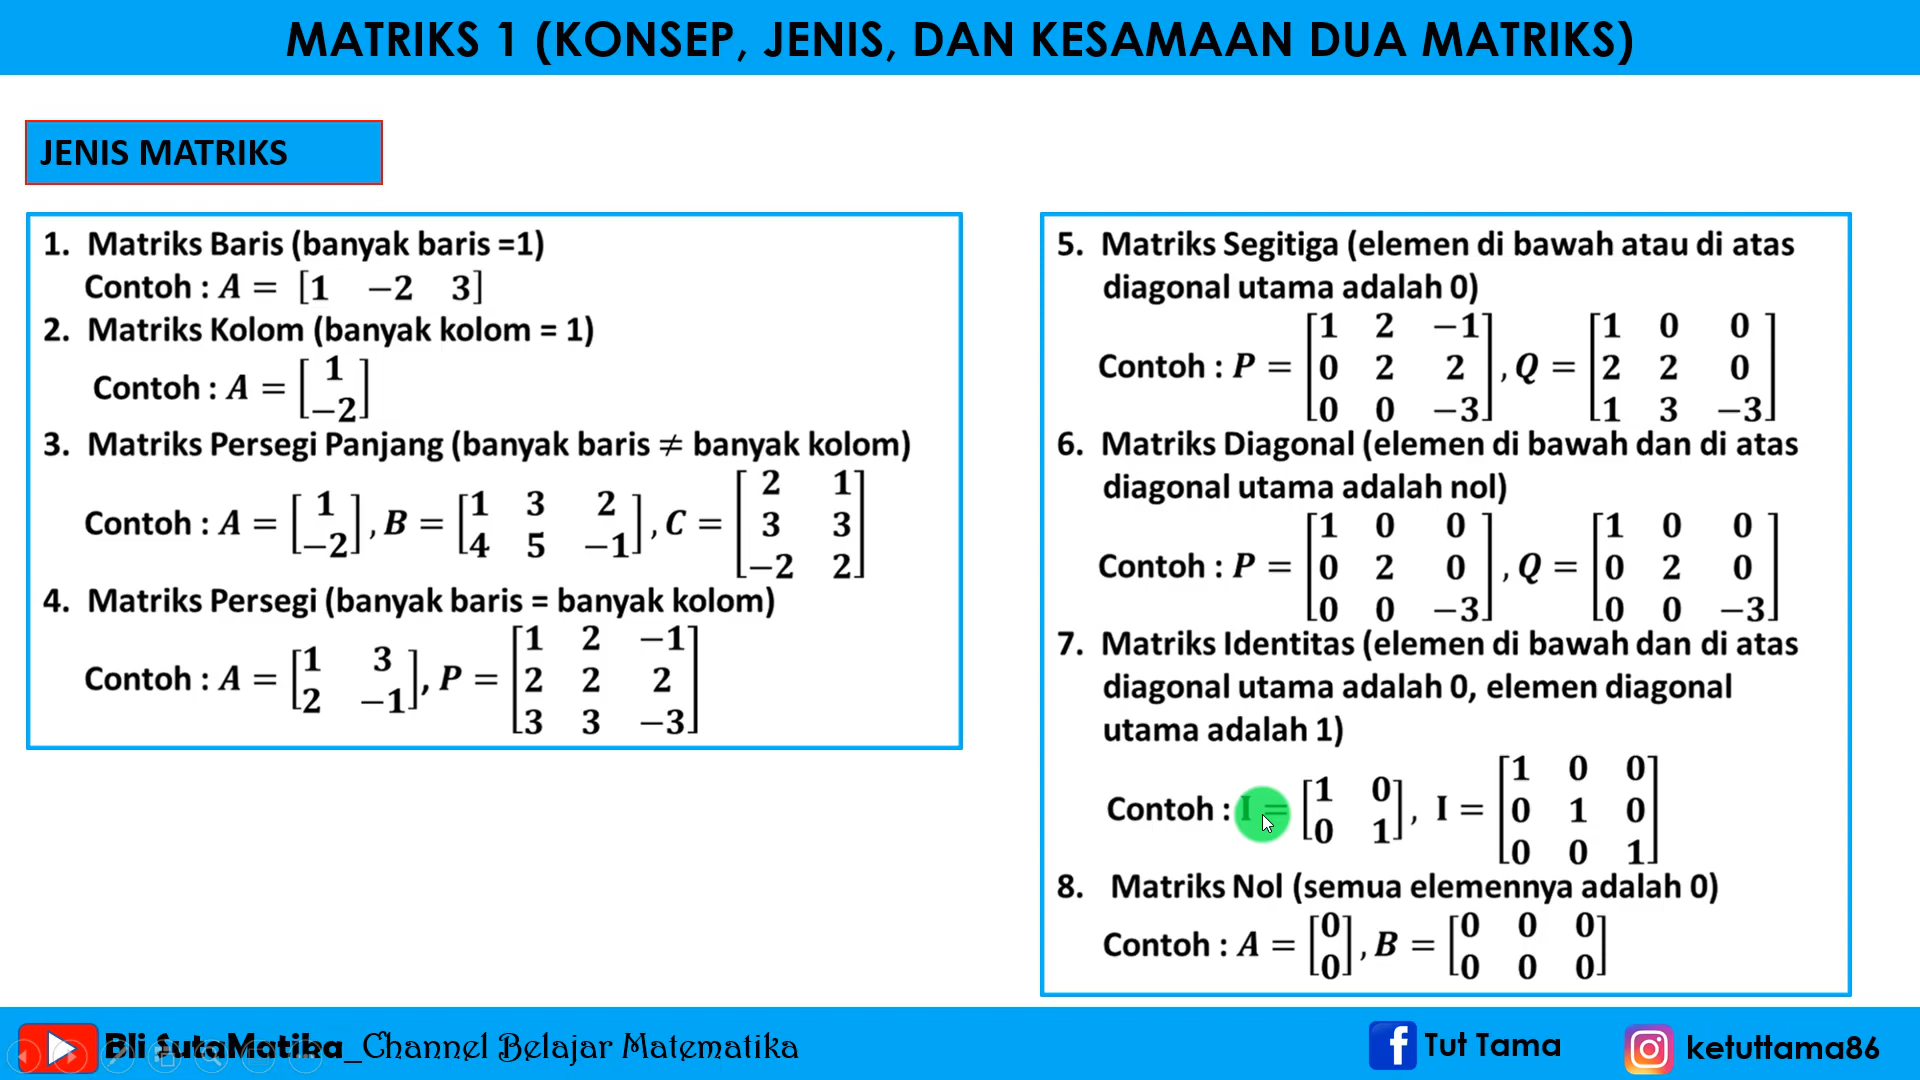 MATRIKS 1 (KONSEP, JENIS, DAN KESAMAAN DUA MATRIKS)
JENIS MATRIKS
1. Matriks Baris (banyak baris =1)
Contoh : A = [1 −2 3]
2. Matriks Kolom (banyak kolom = 1)
Contoh : A = [1; −2]
3. Matriks Persegi Panjang (banyak baris ≠ banyak kolom)
Contoh : A = [1; −2], B = [1 3 2; 4 5 −1], C = [2 1; 3 3; −2 2]
4. Matriks Persegi (banyak baris = banyak kolom)
Contoh : A = [1 3; 2 −1], P = [1 2 −1; 2 2 2; 3 3 −3]
5. Matriks Segitiga (elemen di bawah atau di atas
diagonal utama adalah 0)
Contoh : P = [1 2 −1; 0 2 2; 0 0 −3], Q = [1 0 0; 2 2 0; 1 3 −3]
6. Matriks Diagonal (elemen di bawah dan di atas
diagonal utama adalah nol)
Contoh : P = [1 0 0; 0 2 0; 0 0 −3], Q = [1 0 0; 0 2 0; 0 0 −3]
7. Matriks Identitas (elemen di bawah dan di atas
diagonal utama adalah 0, elemen diagonal
utama adalah 1)
Contoh : I = [1 0; 0 1], I = [1 0 0; 0 1 0; 0 0 1]
8. Matriks Nol (semua elemennya adalah 0)
Contoh : A = [0; 0], B = [0 0 0; 0 0 0]
Bli SutaMatika_Channel Belajar Matematika
Tut Tama
ketuttama86